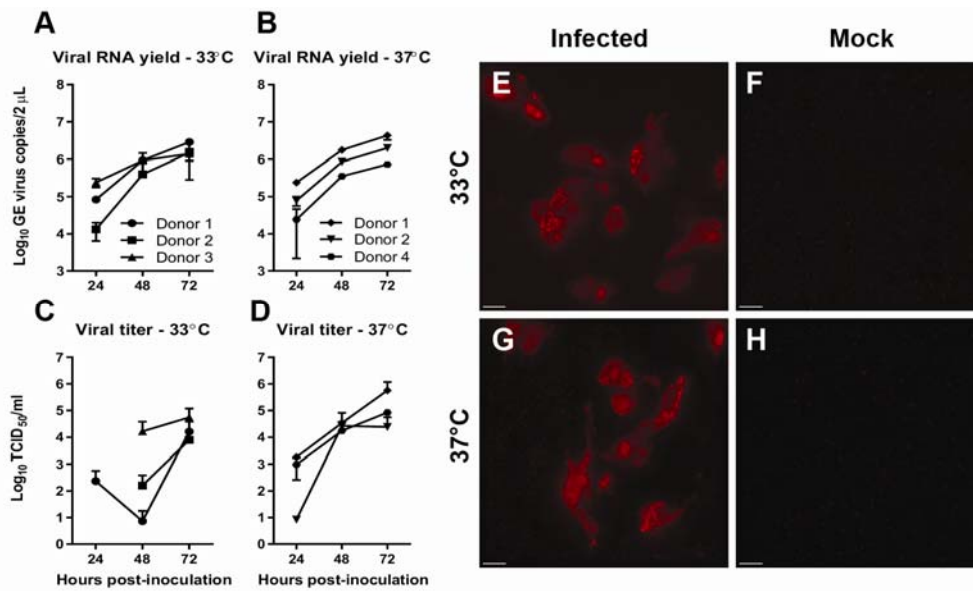 A
Viral RNA yield - 33°C
Log10 GE virus copies/2 µL
7
6
5
4
3
Donor 1
Donor 2
Donor 3
24 48 72
B
Viral RNA yield - 37°C
7
6
5
4
3
Donor 1
Donor 2
Donor 4
24 48 72
C
Viral titer - 33°C
Log10 TCID50/ml
7
6
5
4
3
2
1
0
24 48 72
Hours post-inoculation
D
Viral titer - 37°C
7
6
5
4
3
2
1
0
24 48 72
Hours post-inoculation
Infected Mock
33°C
E F
37°C
G H